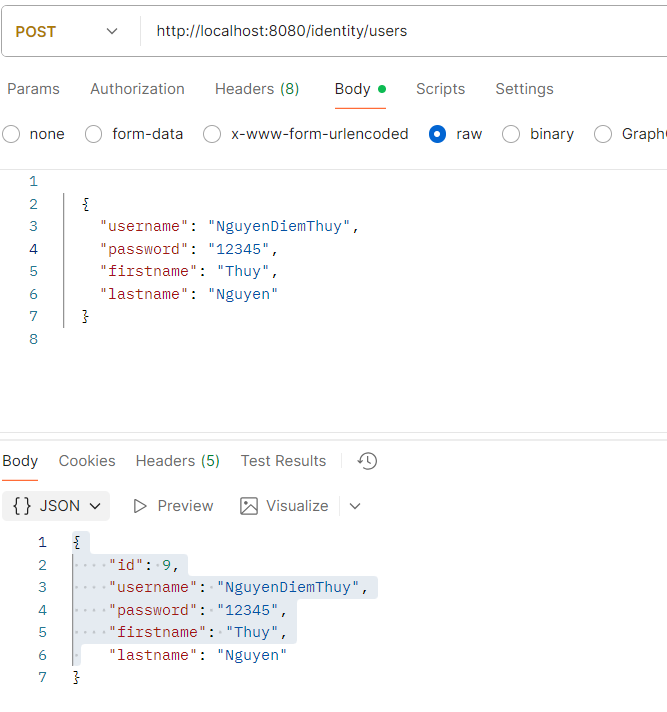 POST http://localhost:8080/identity/users
Params Authorization Headers (8) Body Scripts Settings
none form-data x-www-form-urlencoded raw binary
1
2 {
3 "username": "NguyenDiemThuy",
4 "password": "12345",
5 "firstname": "Thuy",
6 "lastname": "Nguyen"
7 }
8
Body Cookies Headers (5) Test Results
{} JSON Preview Visualize
1 {
2 "id": 9,
3 "username": "NguyenDiemThuy",
4 "password": "12345",
5 "firstname": "Thuy",
6 "lastname": "Nguyen"
7 }